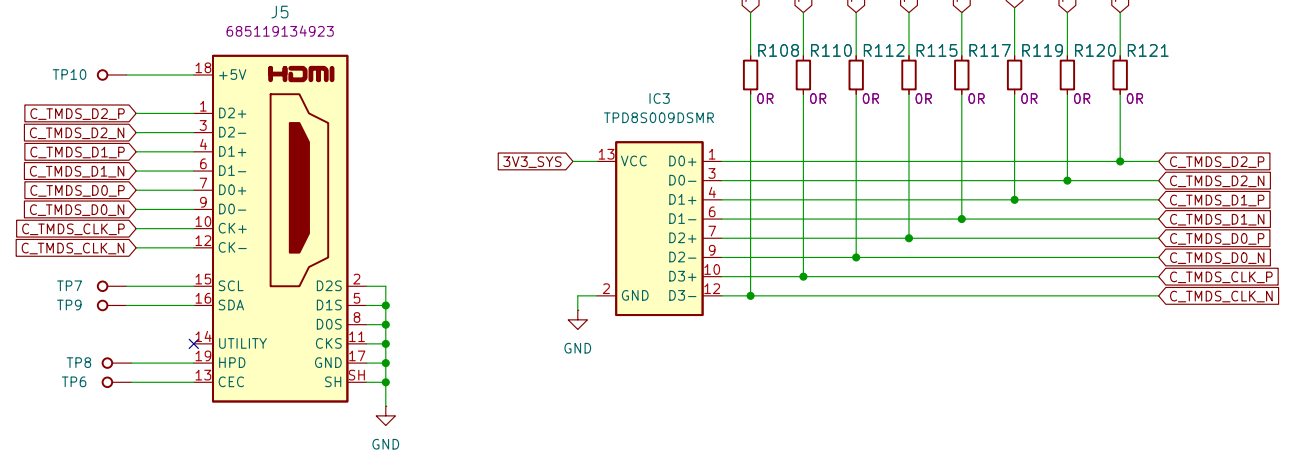 J5
685119134923
HDMI
TP10 18 +5V
C_TMDS_D2_P 1 D2+
C_TMDS_D2_N 3 D2-
C_TMDS_D1_P 4 D1+
C_TMDS_D1_N 6 D1-
C_TMDS_D0_P 7 D0+
C_TMDS_D0_N 9 D0-
C_TMDS_CLK_P 10 CK+
C_TMDS_CLK_N 12 CK-
TP7 15 SCL D2S 2
TP9 16 SDA D1S 5
D0S 8
14 UTILITY CKS 11
TP8 19 HPD GND 17
TP6 13 CEC SH SH
GND
R108 R110 R112 R115 R117 R119 R120 R121
0R 0R 0R 0R 0R 0R 0R 0R
IC3
TPD8S009DSMR
3V3_SYS 13 VCC D0+ 1 C_TMDS_D2_P
D0- 3 C_TMDS_D2_N
D1+ 4 C_TMDS_D1_P
D1- 6 C_TMDS_D1_N
D2+ 7 C_TMDS_D0_P
D2- 9 C_TMDS_D0_N
D3+ 10 C_TMDS_CLK_P
2 GND D3- 12 C_TMDS_CLK_N
GND